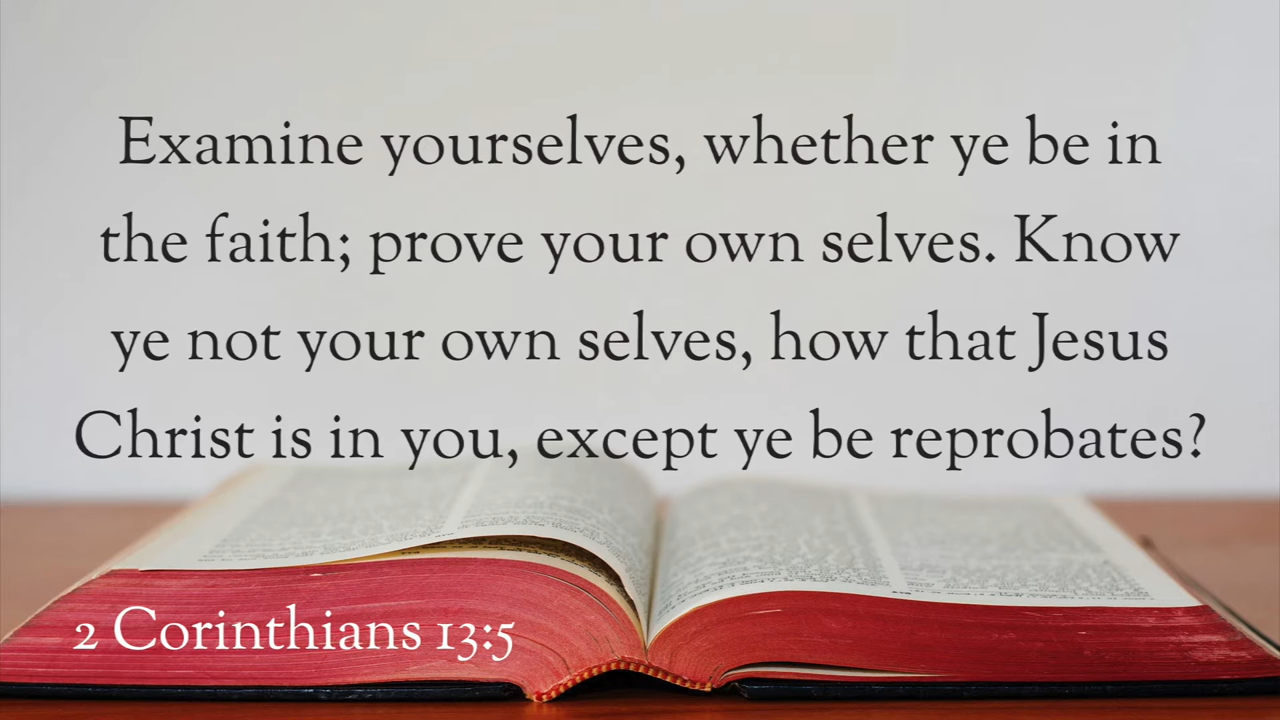 Examine yourselves, whether ye be in
the faith; prove your own selves. Know
ye not your own selves, how that Jesus
Christ is in you, except ye be reprobates?
2 Corinthians 13:5